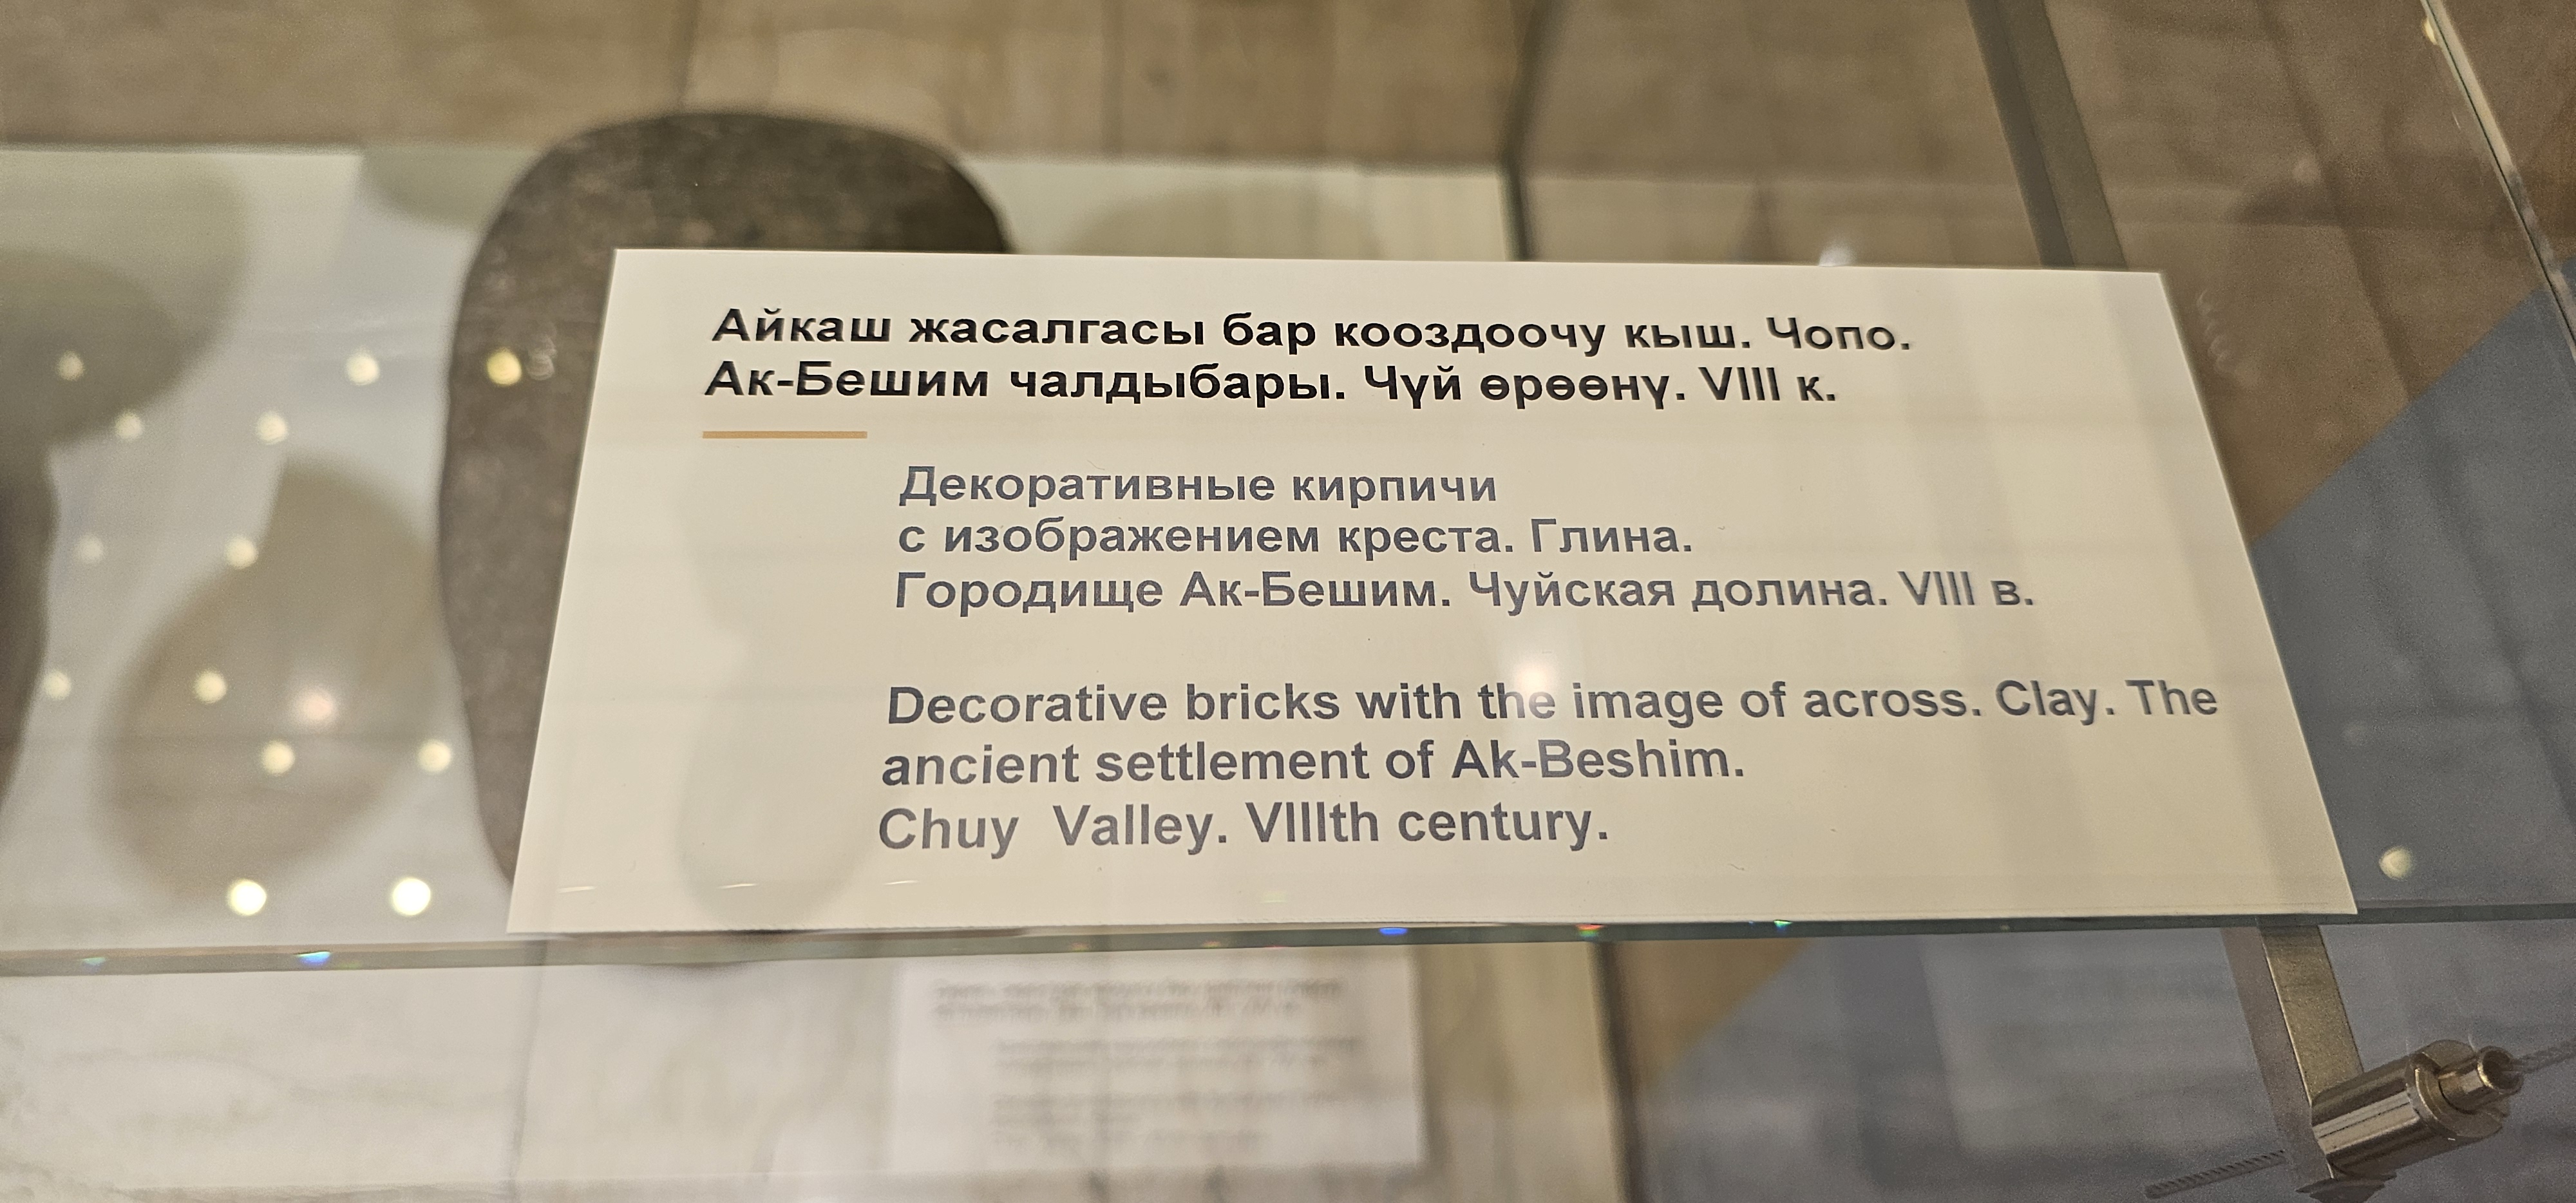 Айкаш жасалгасы бар кооздоочу кыш. Чопо.
Ак-Бешим чалдыбары. Чүй өрөөнү. VIII к.
Декоративные кирпичи
с изображением креста. Глина.
Городище Ак-Бешим. Чуйская долина. VIII в.
Decorative bricks with the image of across. Clay. The
ancient settlement of Ak-Beshim.
Chuy Valley. VIIIth century.